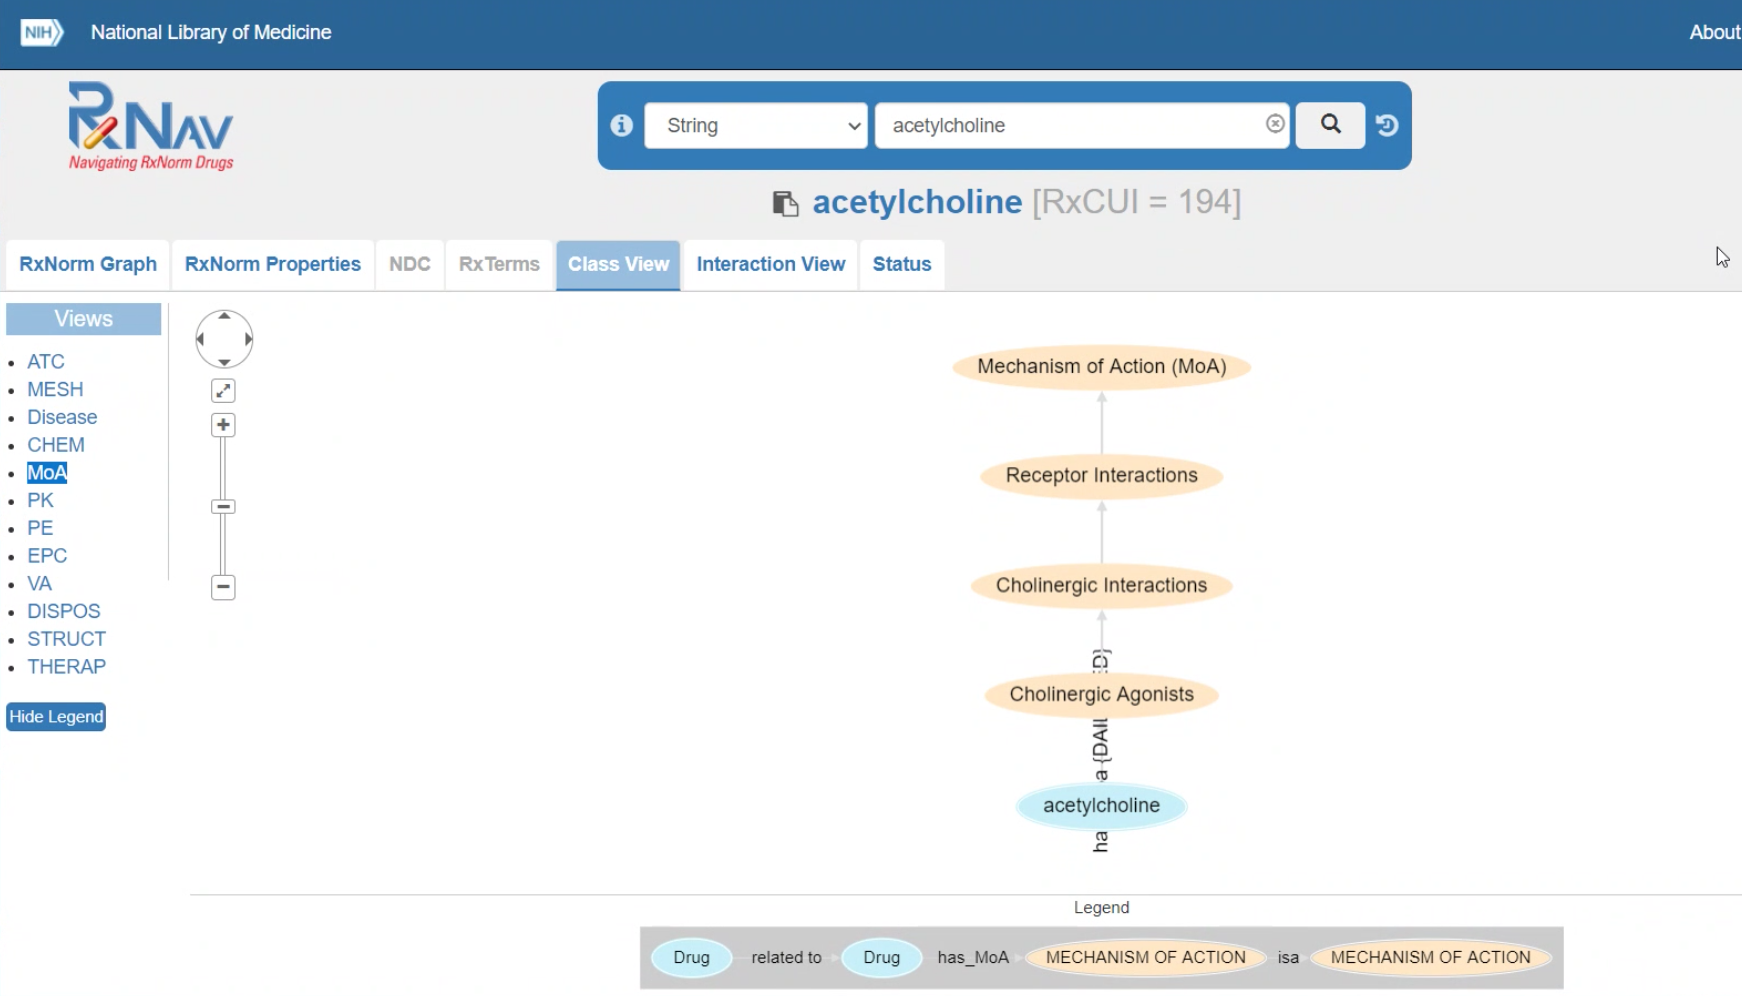 NIH National Library of Medicine About
RxNav
Navigating RxNorm Drugs
String acetylcholine
acetylcholine [RxCUI = 194]
RxNorm Graph RxNorm Properties NDC RxTerms Class View Interaction View Status
Views
ATC
MESH
Disease
CHEM
MoA
PK
PE
EPC
VA
DISPOS
STRUCT
THERAP
Hide Legend
Mechanism of Action (MoA)
Receptor Interactions
Cholinergic Interactions
Cholinergic Agonists
acetylcholine
Legend
Drug related to Drug has_MoA MECHANISM OF ACTION isa MECHANISM OF ACTION